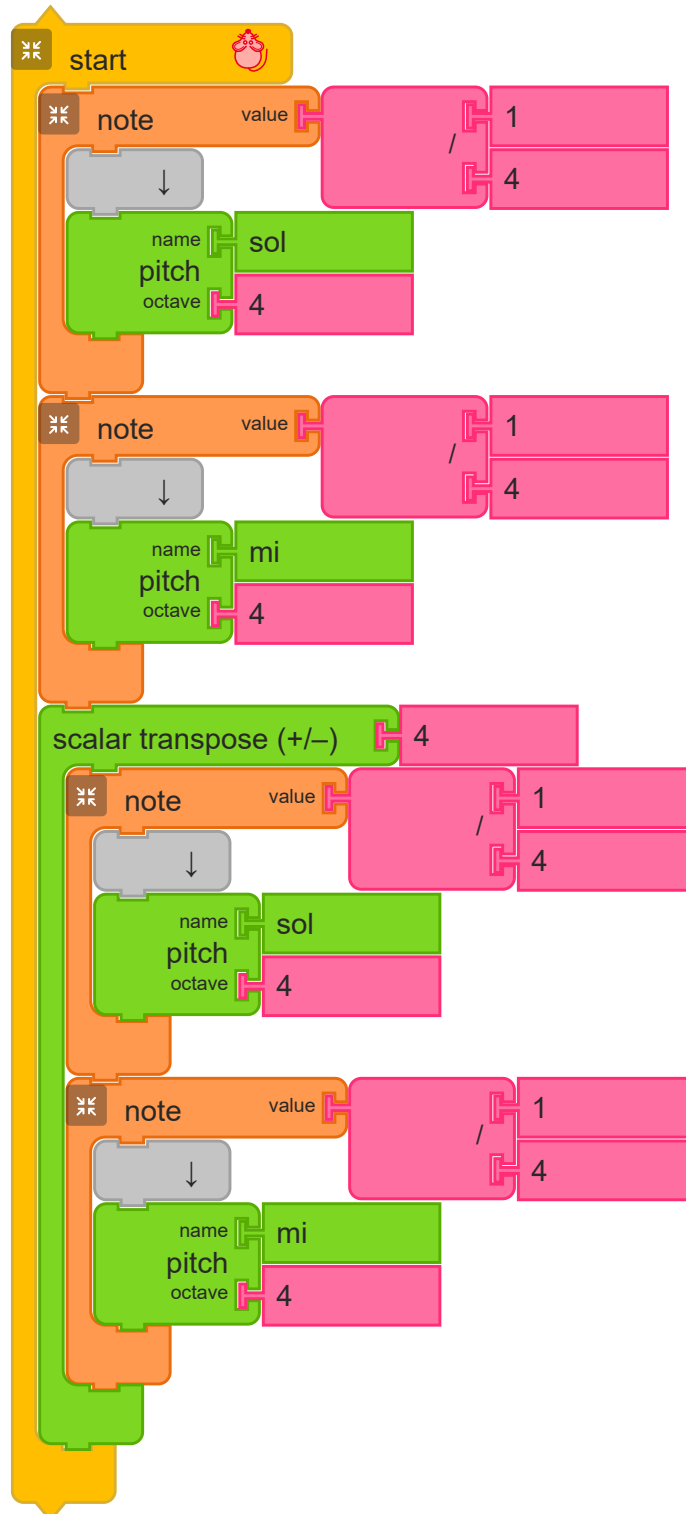 start
note value 1
/
4
↓
name sol
pitch
octave 4
note value 1
/
4
↓
name mi
pitch
octave 4
scalar transpose (+/–) 4
note value 1
/
4
↓
name sol
pitch
octave 4
note value 1
/
4
↓
name mi
pitch
octave 4